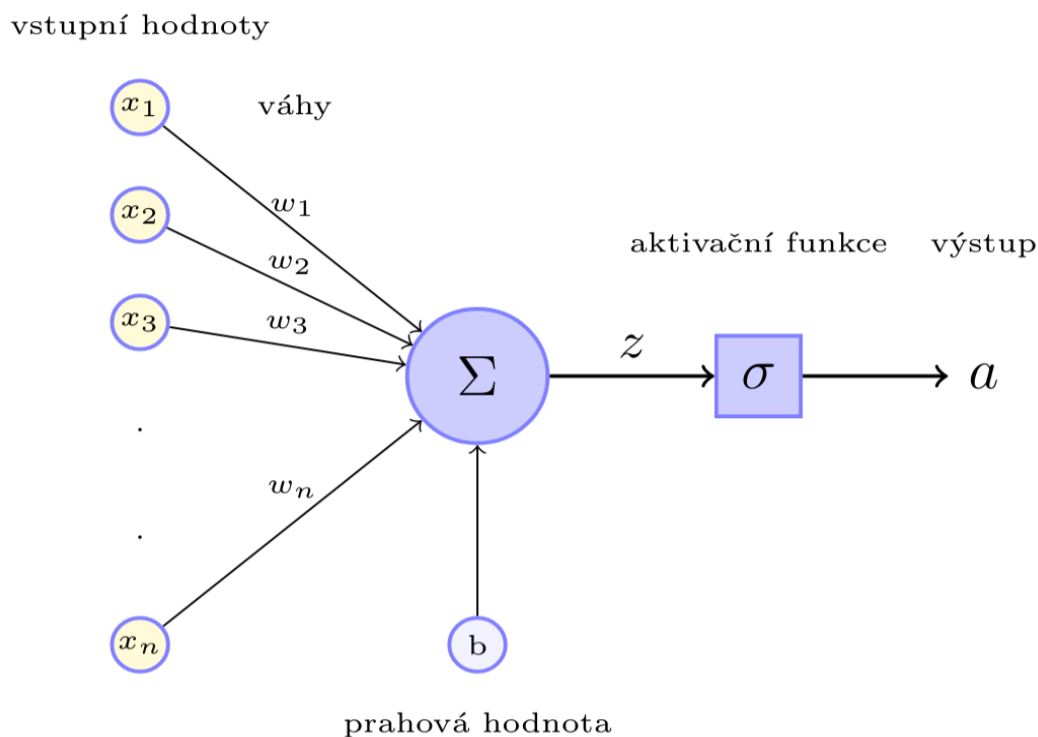 vstupní hodnoty
x1
váhy
w1
x2
w2
aktivační funkce
výstup
x3
w3
z
Σ
σ
a
.
wn
.
xn
b
prahová hodnota